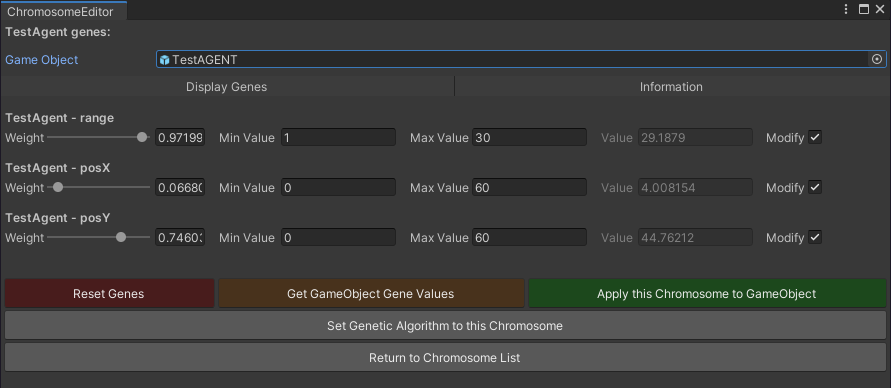 ChromosomeEditor
TestAgent genes:
Game Object TestAGENT
Display Genes Information
TestAgent - range
Weight 0.97199 Min Value 1 Max Value 30 Value 29.1879 Modify
TestAgent - posX
Weight 0.0668 Min Value 0 Max Value 60 Value 4.008154 Modify
TestAgent - posY
Weight 0.7460 Min Value 0 Max Value 60 Value 44.76212 Modify
Reset Genes Get GameObject Gene Values Apply this Chromosome to GameObject
Set Genetic Algorithm to this Chromosome
Return to Chromosome List